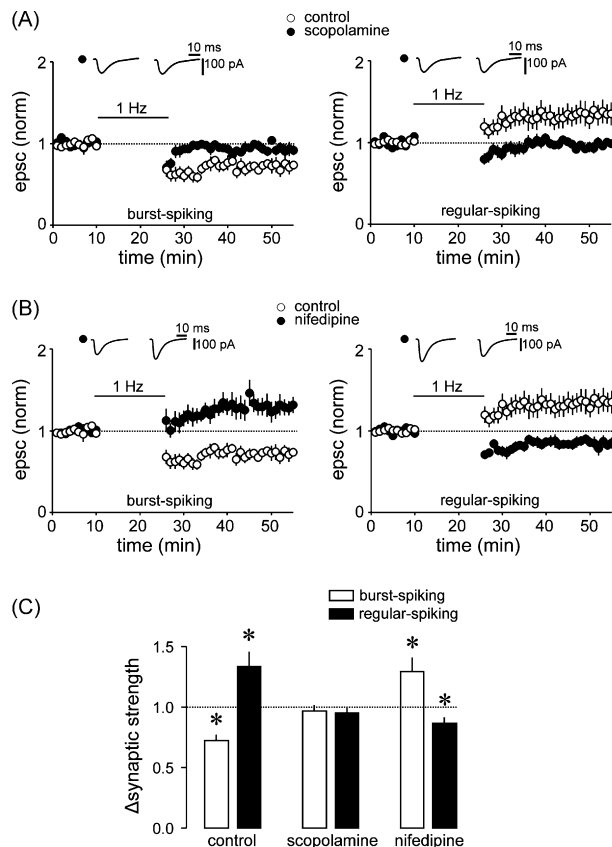 (A)
control
scopolamine
10 ms
100 pA
1 Hz
epsc (norm)
2
1
0
burst-spiking
0 10 20 30 40 50
time (min)
10 ms
100 pA
1 Hz
epsc (norm)
2
1
0
regular-spiking
0 10 20 30 40 50
time (min)
(B)
control
nifedipine
10 ms
100 pA
1 Hz
epsc (norm)
2
1
0
burst-spiking
0 10 20 30 40 50
time (min)
10 ms
100 pA
1 Hz
epsc (norm)
2
1
0
regular-spiking
0 10 20 30 40 50
time (min)
(C)
burst-spiking
regular-spiking
Δsynaptic strength
1.5
1.0
0.5
0.0
* * * *
control scopolamine nifedipine